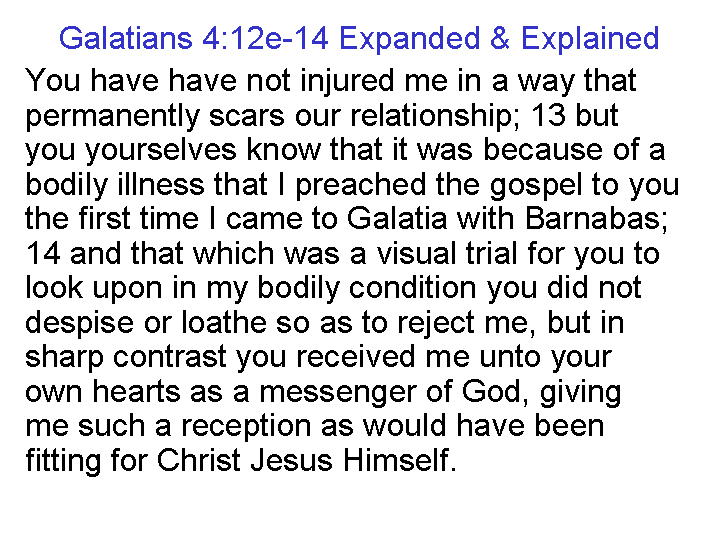 Galatians 4:12e-14 Expanded & Explained
You have have not injured me in a way that
permanently scars our relationship; 13 but
you yourselves know that it was because of a
bodily illness that I preached the gospel to you
the first time I came to Galatia with Barnabas;
14 and that which was a visual trial for you to
look upon in my bodily condition you did not
despise or loathe so as to reject me, but in
sharp contrast you received me unto your
own hearts as a messenger of God, giving
me such a reception as would have been
fitting for Christ Jesus Himself.